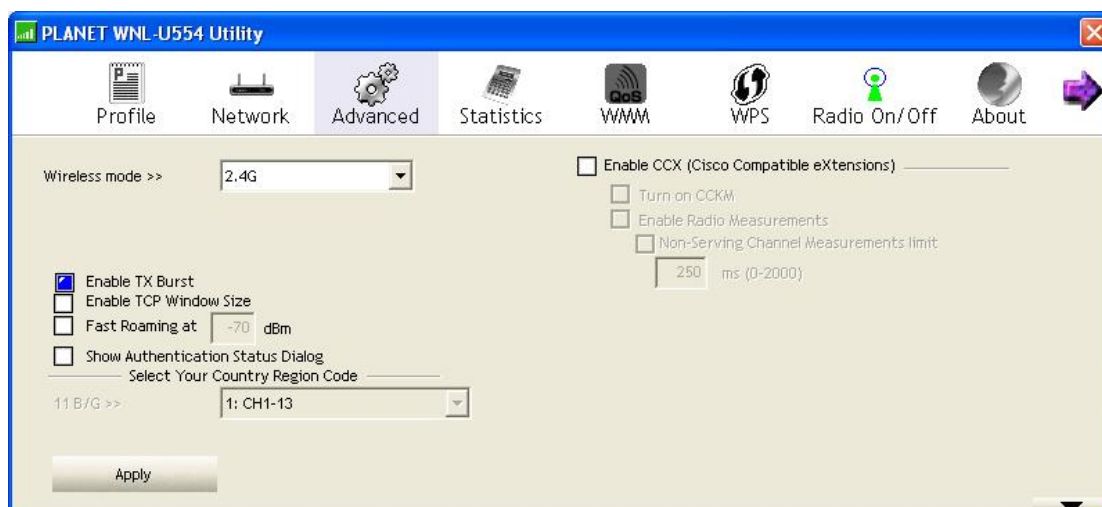 PLANET WNL-U554 Utility
Profile Network Advanced Statistics WMM WPS Radio On/Off About
QoS
Wireless mode >> 2.4G
Enable TX Burst
Enable TCP Window Size
Fast Roaming at -70 dBm
Show Authentication Status Dialog
Select Your Country Region Code
11 B/G >> 1: CH1-13
Apply
Enable CCX (Cisco Compatible eXtensions)
Turn on CCKM
Enable Radio Measurements
Non-Serving Channel Measurements limit
250 ms (0-2000)